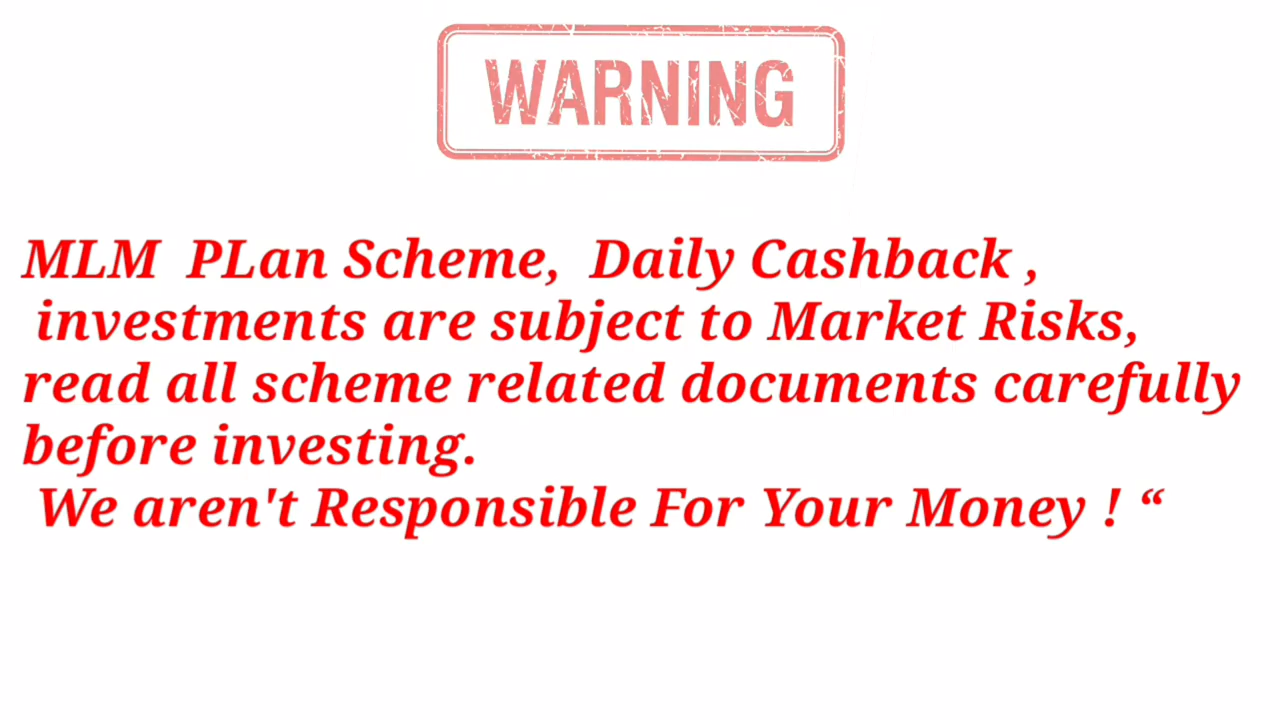 WARNING
MLM PLan Scheme, Daily Cashback ,
investments are subject to Market Risks,
read all scheme related documents carefully
before investing.
We aren't Responsible For Your Money ! “